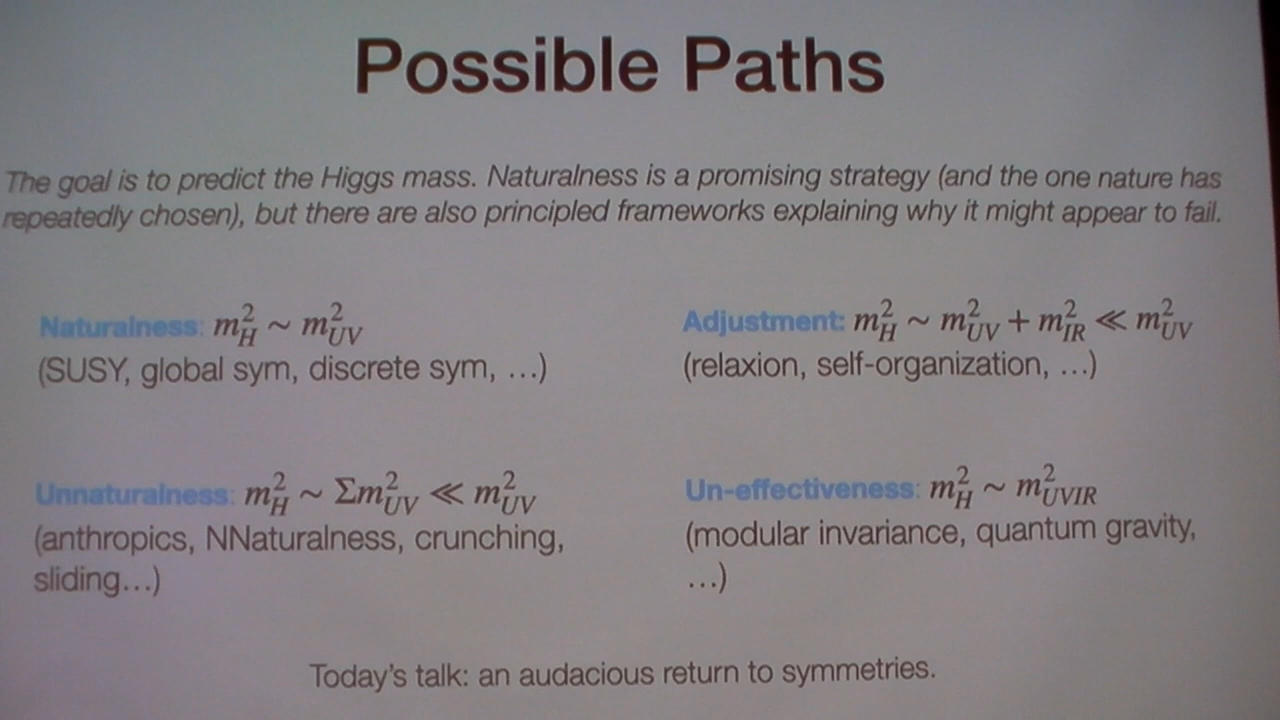 Possible Paths
The goal is to predict the Higgs mass. Naturalness is a promising strategy (and the one nature has
repeatedly chosen), but there are also principled frameworks explaining why it might appear to fail.
Naturalness: m_H^2 ~ m_UV^2
(SUSY, global sym, discrete sym, …)
Adjustment: m_H^2 ~ m_UV^2 + m_IR^2 ≪ m_UV^2
(relaxion, self-organization, …)
Unnaturalness: m_H^2 ~ Σm_UV^2 ≪ m_UV^2
(anthropics, NNaturalness, crunching,
sliding…)
Un-effectiveness: m_H^2 ~ m_UVIR^2
(modular invariance, quantum gravity,
…)
Today's talk: an audacious return to symmetries.